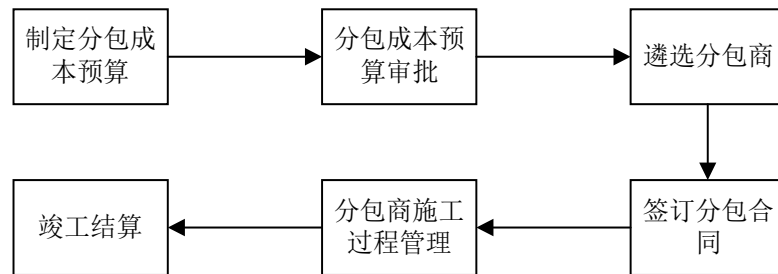 制定分包成
本预算
分包成本预
算审批
遴选分包商
签订分包合
同
分包商施工
过程管理
竣工结算